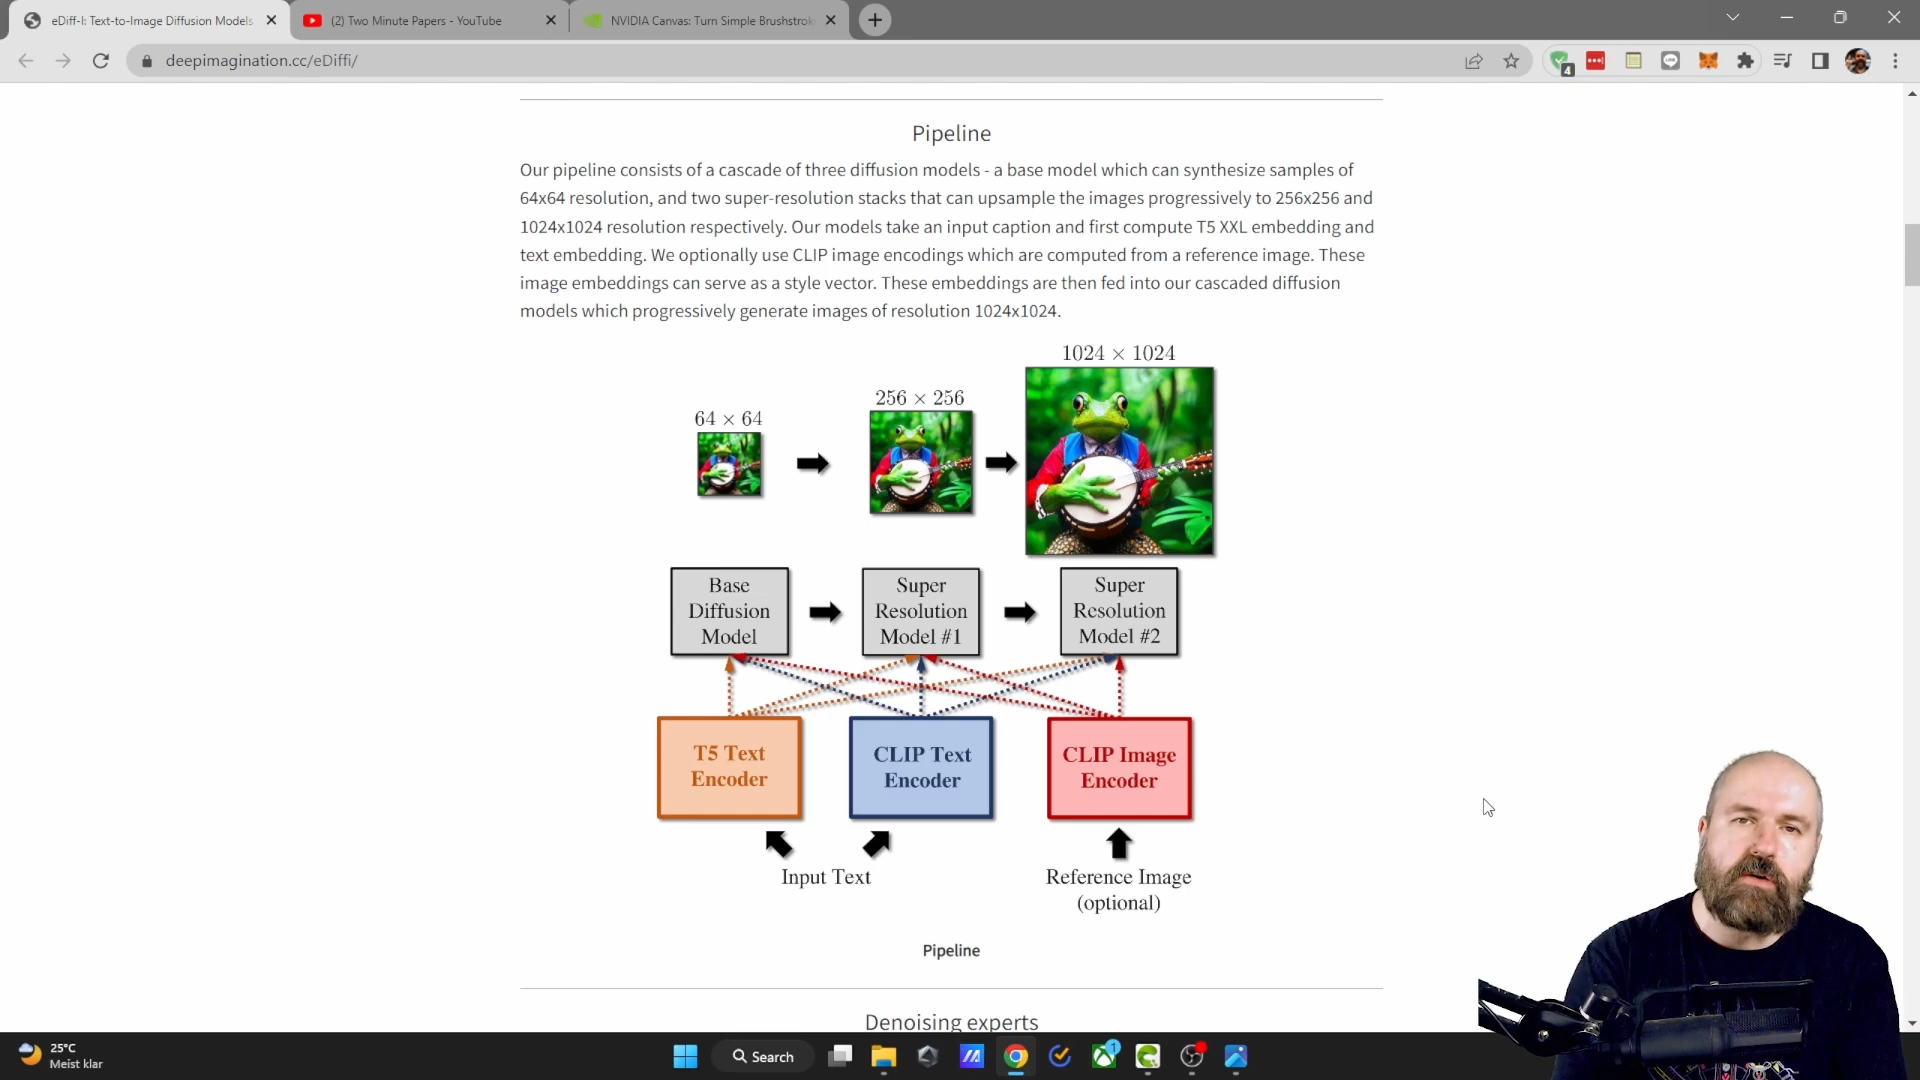 eDiff-I: Text-to-Image Diffusion Models
(2) Two Minute Papers - YouTube
NVIDIA Canvas: Turn Simple Brushstrok
deepimagination.cc/eDiffi/
4
Pipeline
Our pipeline consists of a cascade of three diffusion models - a base model which can synthesize samples of
64x64 resolution, and two super-resolution stacks that can upsample the images progressively to 256x256 and
1024x1024 resolution respectively. Our models take an input caption and first compute T5 XXL embedding and
text embedding. We optionally use CLIP image encodings which are computed from a reference image. These
image embeddings can serve as a style vector. These embeddings are then fed into our cascaded diffusion
models which progressively generate images of resolution 1024x1024.
1024 × 1024
256 × 256
64 × 64
Base
Diffusion
Model
Super
Resolution
Model #1
Super
Resolution
Model #2
T5 Text
Encoder
CLIP Text
Encoder
CLIP Image
Encoder
Input Text
Reference Image
(optional)
Pipeline
Denoising experts
25°C
Meist klar
Search
1